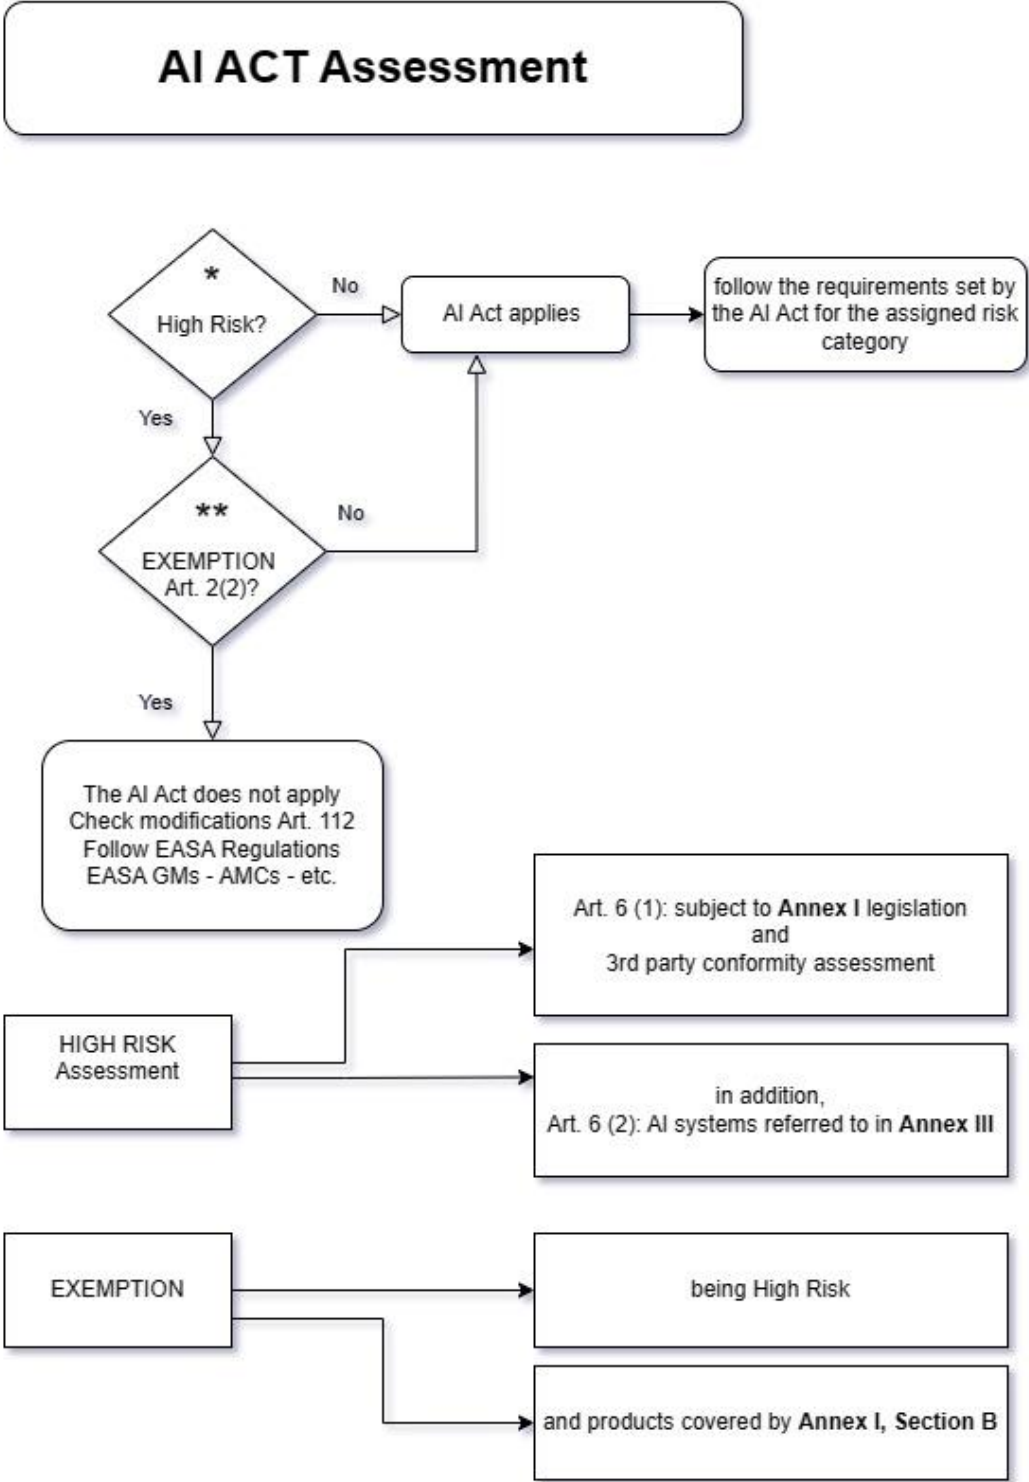 AI ACT Assessment
*
High Risk?
No
AI Act applies
follow the requirements set by
the AI Act for the assigned risk
category
Yes
**
EXEMPTION
Art. 2(2)?
No
Yes
The AI Act does not apply
Check modifications Art. 112
Follow EASA Regulations
EASA GMs - AMCs - etc.
Art. 6 (1): subject to Annex I legislation
and
3rd party conformity assessment
HIGH RISK
Assessment
in addition,
Art. 6 (2): AI systems referred to in Annex III
EXEMPTION
being High Risk
and products covered by Annex I, Section B